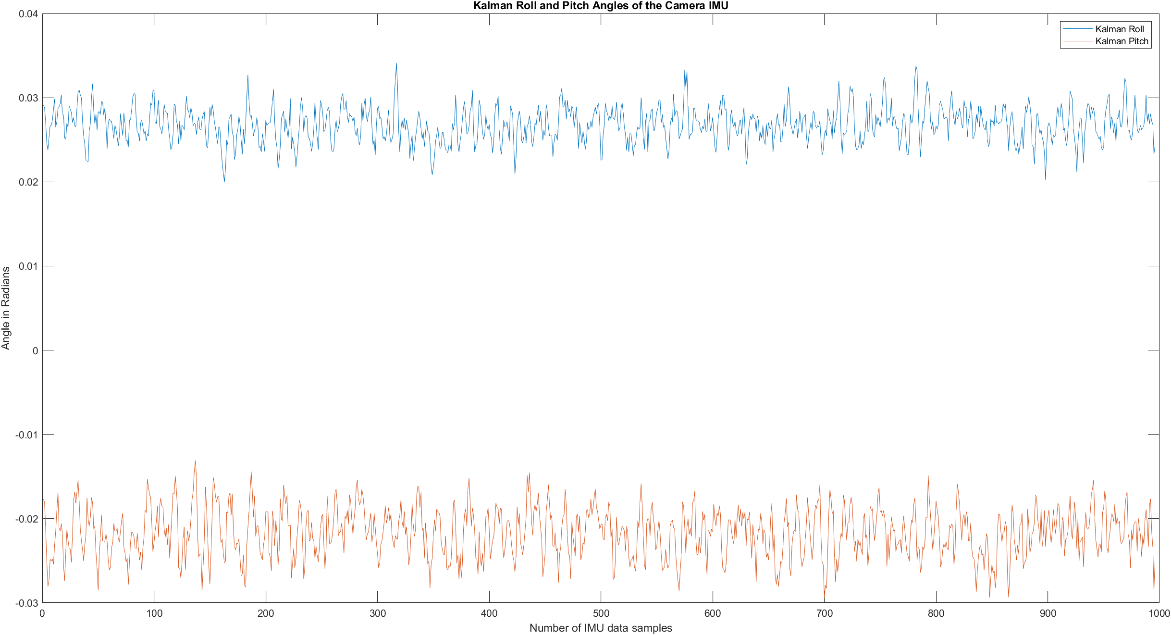 Kalman Roll and Pitch Angles of the Camera IMU
0.04
Kalman Roll
Kalman Pitch
0.03
0.02
0.01
Angle in Radians
0
-0.01
-0.02
-0.03
0 100 200 300 400 500 600 700 800 900 1000
Number of IMU data samples